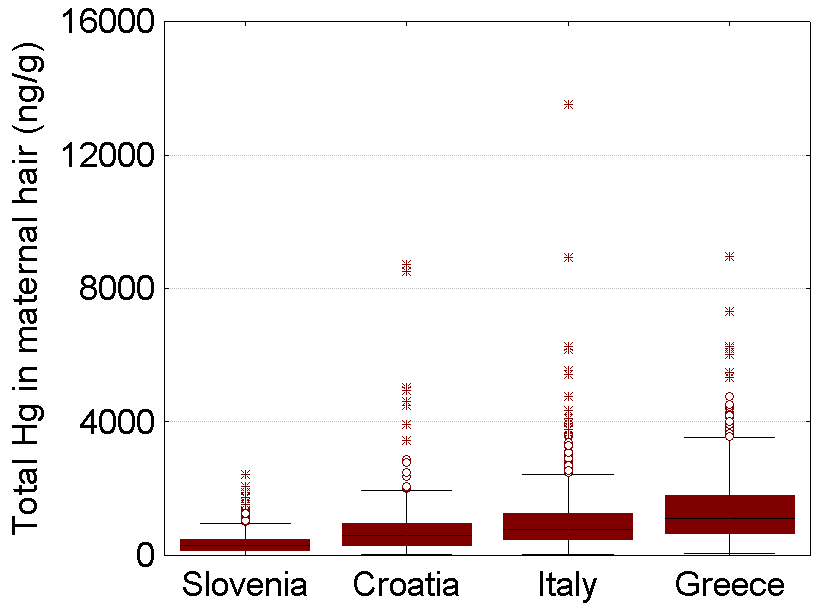 Total Hg in maternal hair (ng/g)
16000
12000
8000
4000
0
Slovenia Croatia Italy Greece